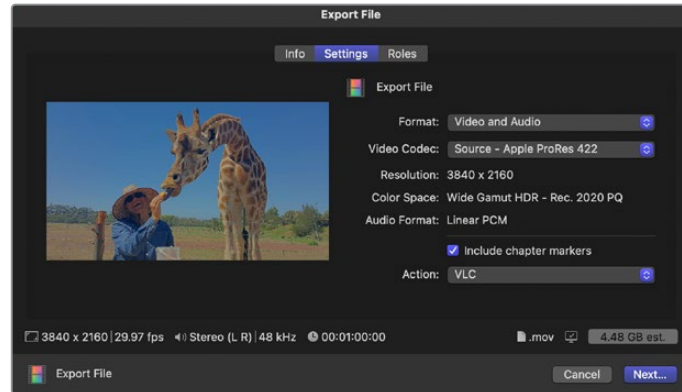 Export File
Info Settings Roles
Export File
Format: Video and Audio
Video Codec: Source - Apple ProRes 422
Resolution: 3840 x 2160
Color Space: Wide Gamut HDR - Rec. 2020 PQ
Audio Format: Linear PCM
Include chapter markers
Action: VLC
3840 x 2160 | 29.97 fps Stereo (L R) | 48 kHz 00:01:00:00 .mov 4.48 GB est.
Export File Cancel Next...